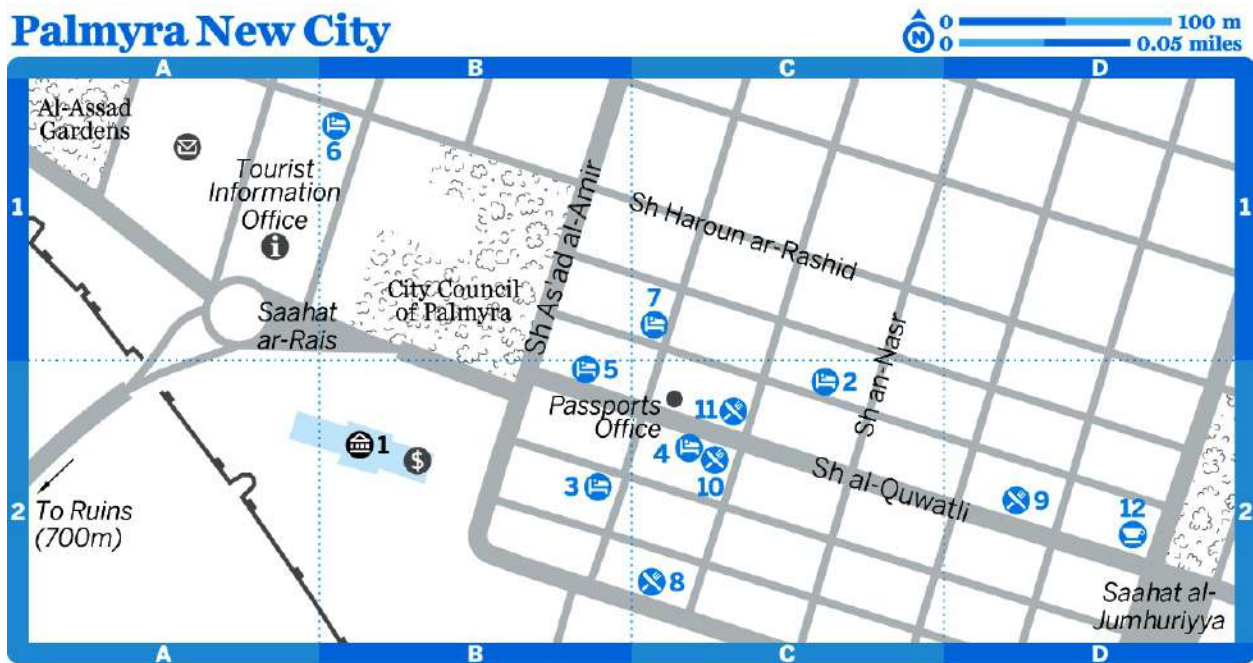 Palmyra New City
N
0 100 m
0 0.05 miles
A B C D
1 1
Al-Assad
Gardens
6
Tourist
Information
Office
i
Sh As'ad al-Amir
Sh Haroun ar-Rashid
City Council
of Palmyra
Saahat
ar-Rais
7
Sh an-Nasr
5
2
Passports
Office
11
1
$
4
10
3
Sh al-Quwatli
9
12
2 2
To Ruins
(700m)
8
Saahat al-
Jumhuriyya
A B C D